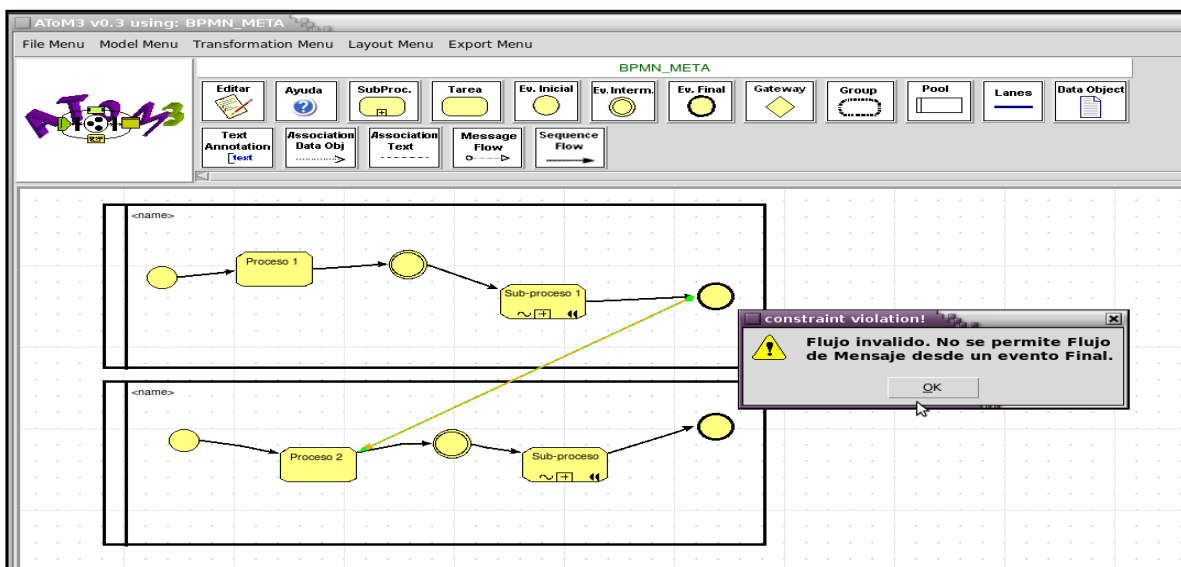 AToM3 v0.3 using: BPMN_META
File Menu Model Menu Transformation Menu Layout Menu Export Menu
BPMN_META
ATOM3
Editar Ayuda SubProc. Tarea Ev. Inicial Ev. Interm. Ev. Final Gateway Group Pool Lanes Data Object
Text Annotation [text
Association Data Obj
Association Text
Message Flow
Sequence Flow
<name>
Proceso 1
Sub-proceso 1
constraint violation!
Flujo invalido. No se permite Flujo
de Mensaje desde un evento Final.
OK
<name>
Proceso 2
Sub-proceso